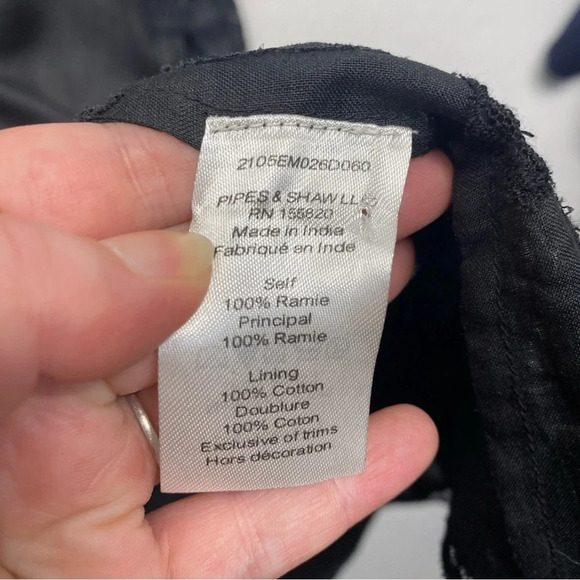 2105EM026D060
PIPES & SHAW LLC
RN 155820
Made in India
Fabriqué en Inde
Self
100% Ramie
Principal
100% Ramie
Lining
100% Cotton
Doublure
100% Coton
Exclusive of trims
Hors décoration